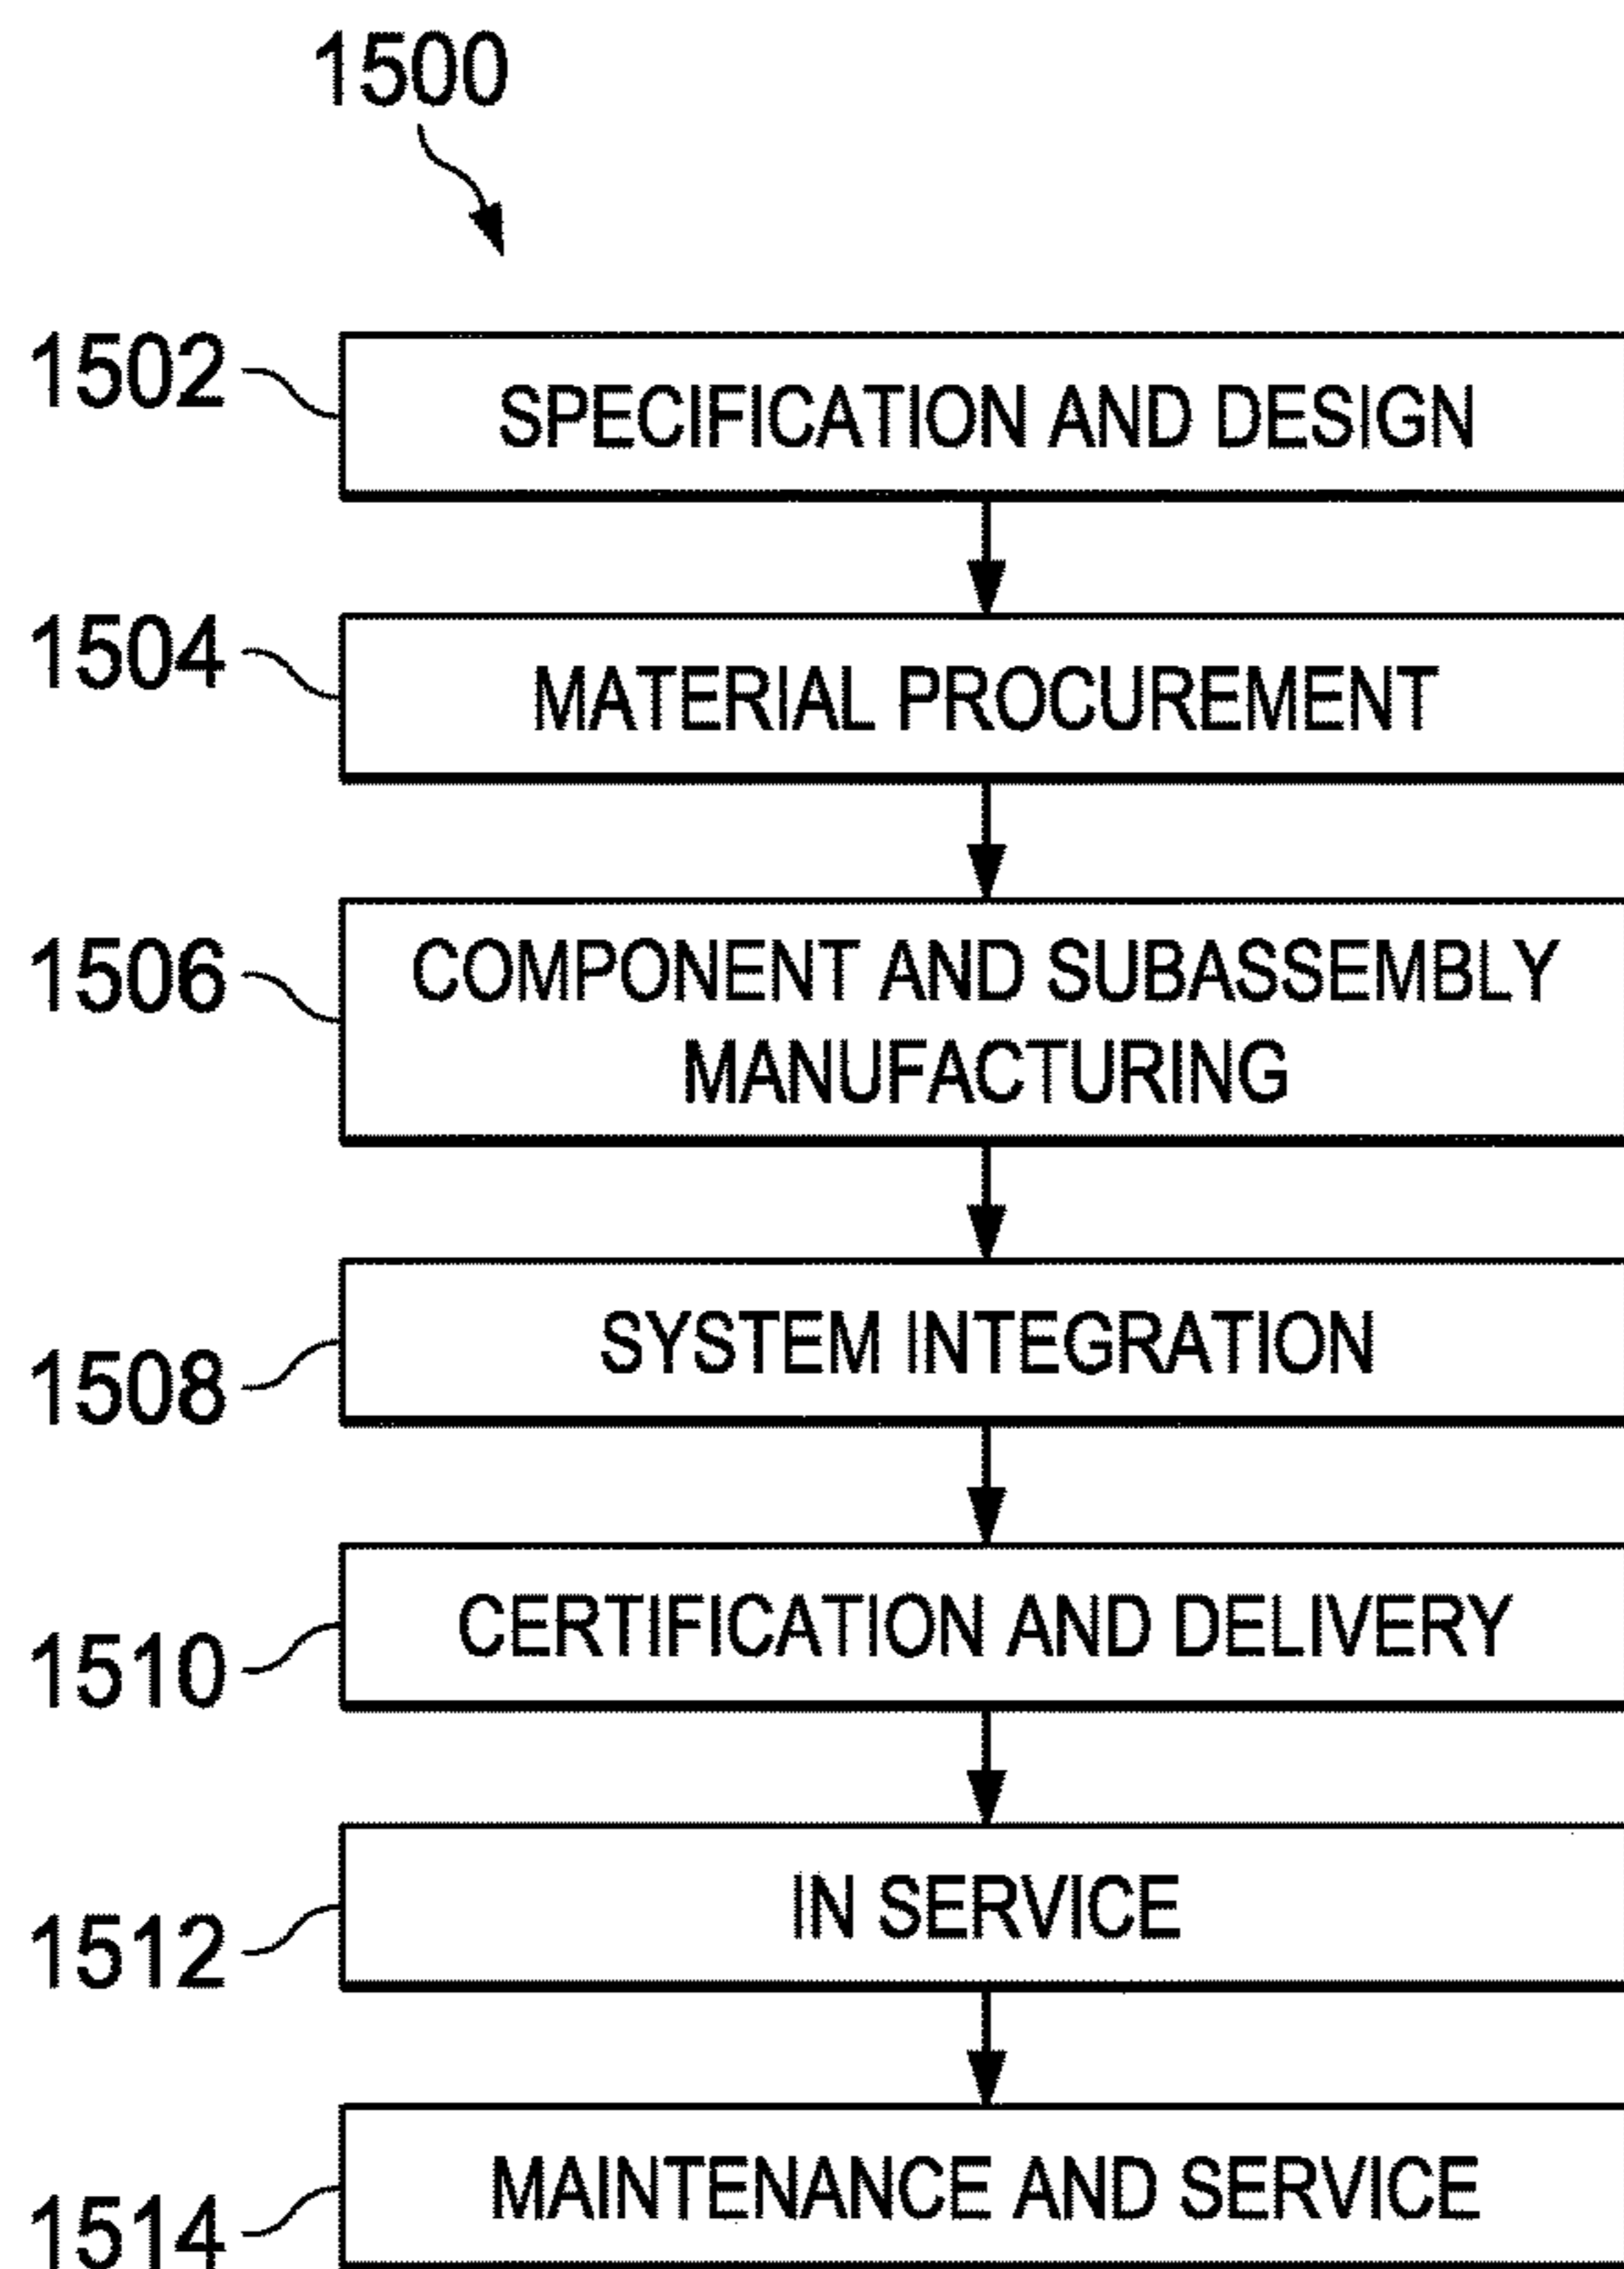 1500
1502
SPECIFICATION AND DESIGN
1504
MATERIAL PROCUREMENT
1506
COMPONENT AND SUBASSEMBLY
MANUFACTURING
1508
SYSTEM INTEGRATION
1510
CERTIFICATION AND DELIVERY
1512
IN SERVICE
1514
MAINTENANCE AND SERVICE